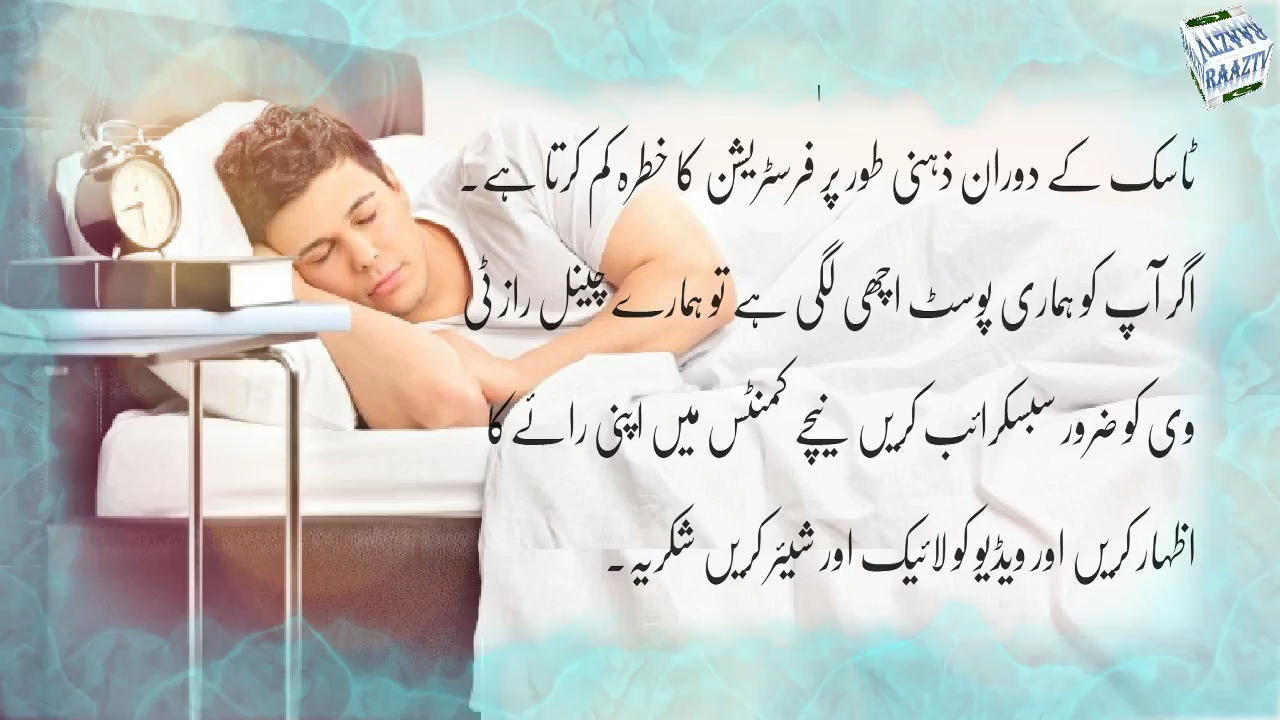 RAAZTV
RAAZTV
ٹاسک کے دوران ذہنی طور پر فرسٹریشن کا خطرہ کم کرتا ہے۔
اگر آپ کو ہماری پوسٹ اچھی لگی ہے تو ہمارے چینل راز ٹی
وی کو ضرور سبسکرائب کریں نیچے کمنٹس میں اپنی رائے کا
اظہار کریں اور ویڈیو کو لائیک اور شیئر کریں شکریہ۔